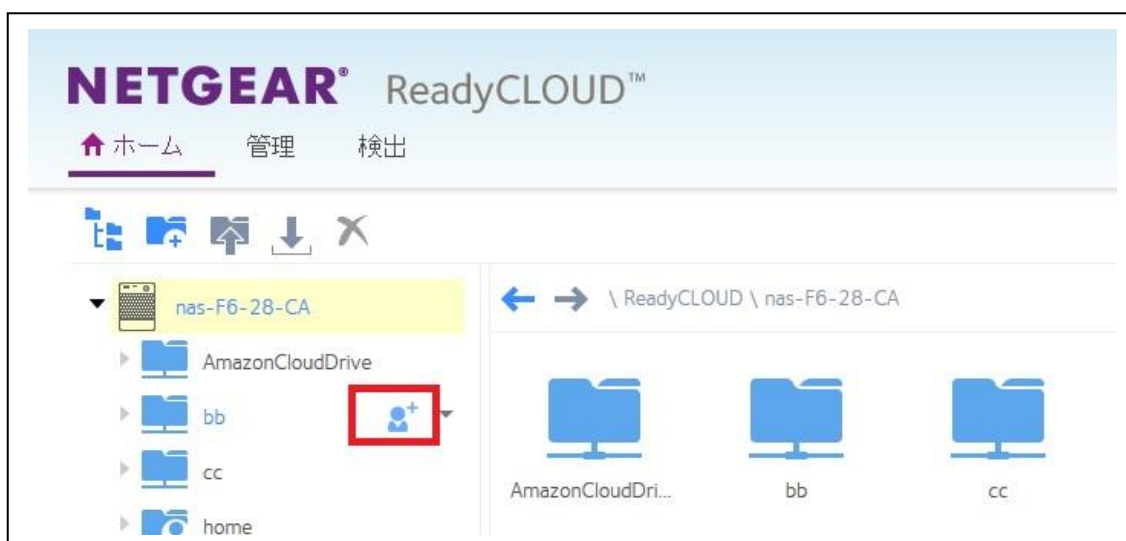 NETGEAR® ReadyCLOUD™
ホーム 管理 検出
nas-F6-28-CA
AmazonCloudDrive
bb
cc
home
\ ReadyCLOUD \ nas-F6-28-CA
AmazonCloudDri... bb cc